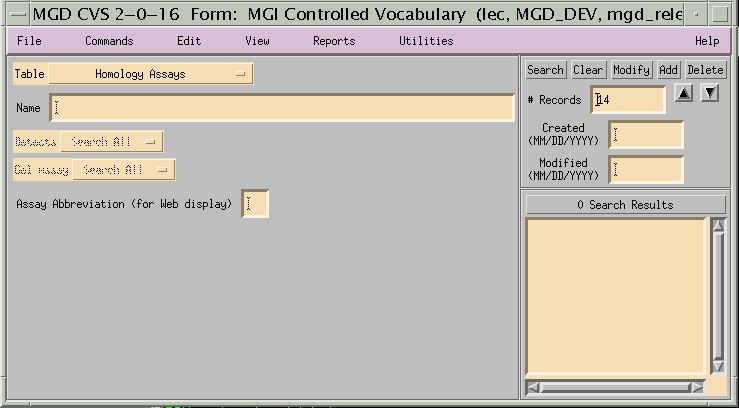 MGD CVS 2-0-16 Form: MGI Controlled Vocabulary (lec, MGD_DEV, mgd_rele
File Commands Edit View Reports Utilities Help
Table Homology Assays
Name
Detects Search All
Gel Assay Search All
Assay Abbreviation (for Web display)
Search Clear Modify Add Delete
# Records 14
Created
(MM/DD/YYYY)
Modified
(MM/DD/YYYY)
0 Search Results